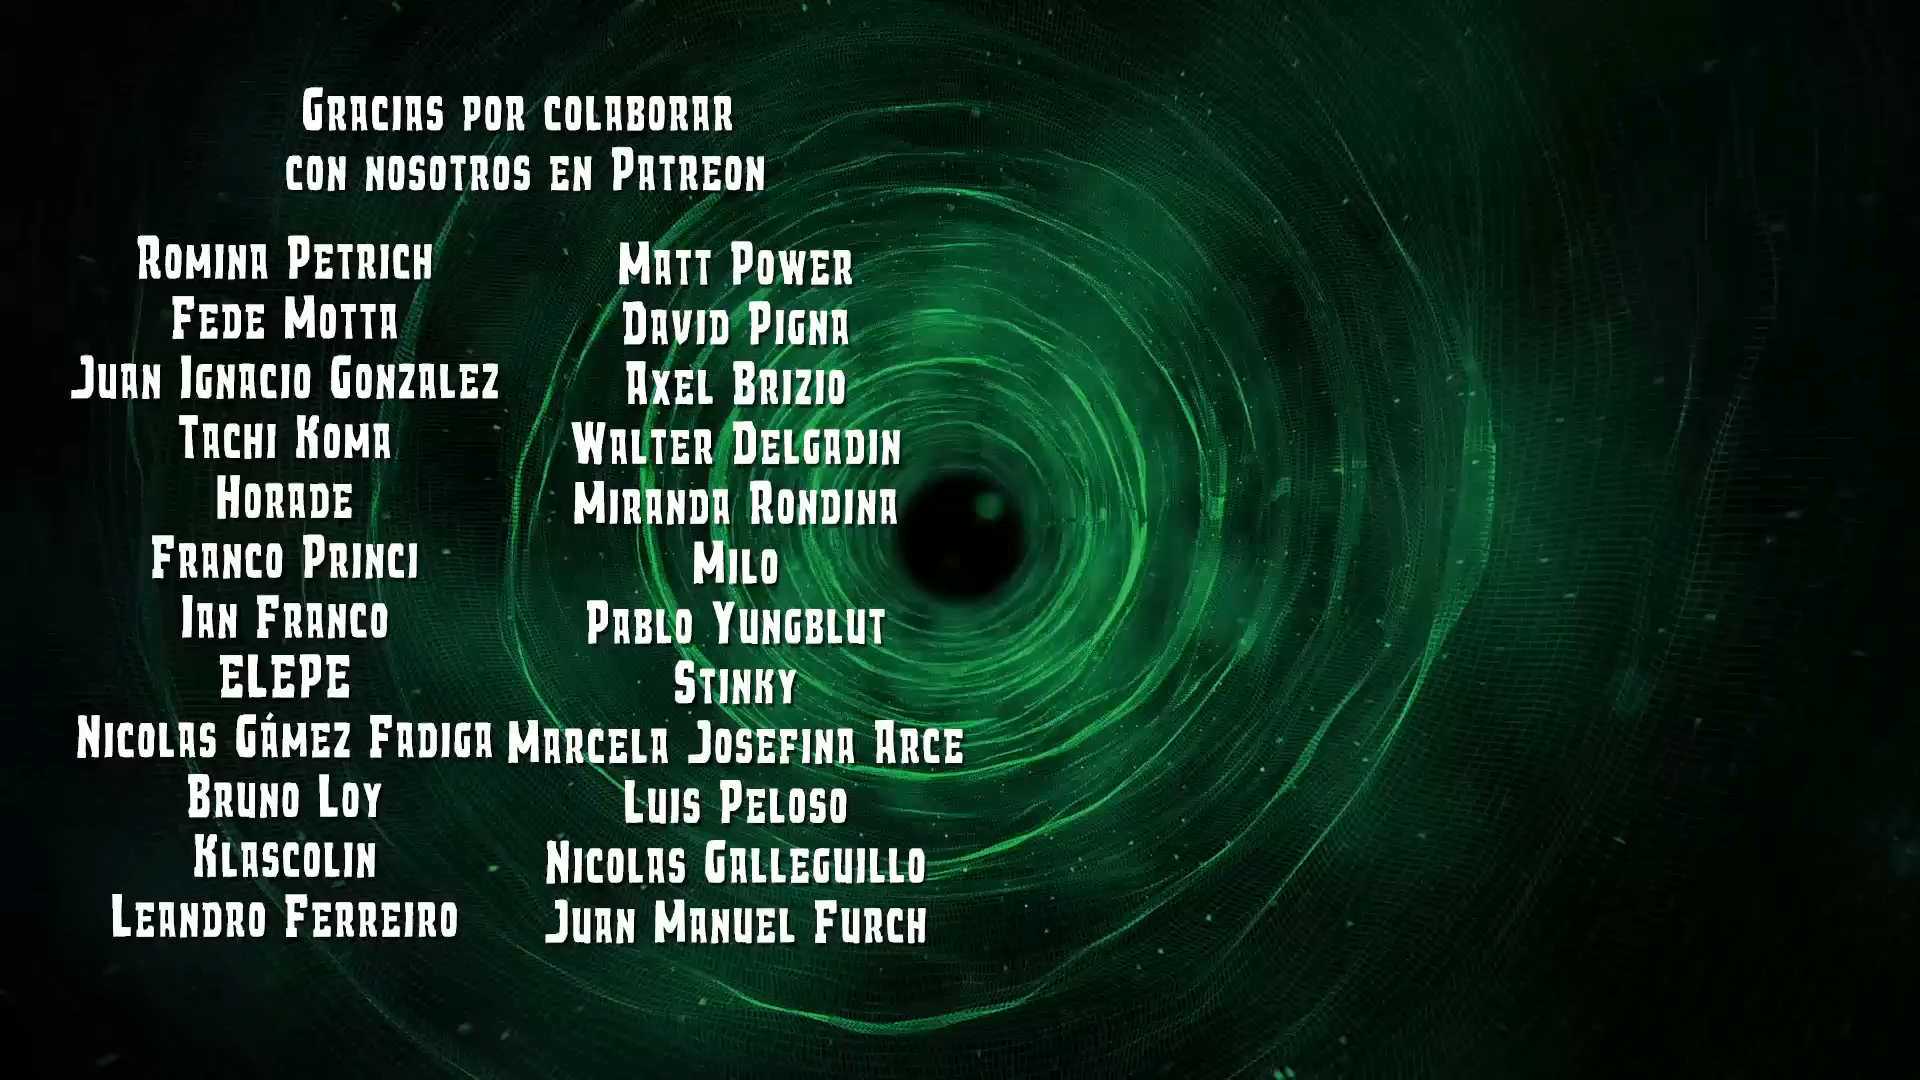 Gracias por colaborar
con nosotros en Patreon
Romina Petrich
Fede Motta
Juan Ignacio Gonzalez
Tachi Koma
Horade
Franco Princi
Ian Franco
ELEPE
Nicolas Gámez Fadiga
Bruno Loy
Klascolin
Leandro Ferreiro
Matt Power
David Pigna
Axel Brizio
Walter Delgadin
Miranda Rondina
Milo
Pablo Yungblut
Stinky
Marcela Josefina Arce
Luis Peloso
Nicolas Galleguillo
Juan Manuel Furch